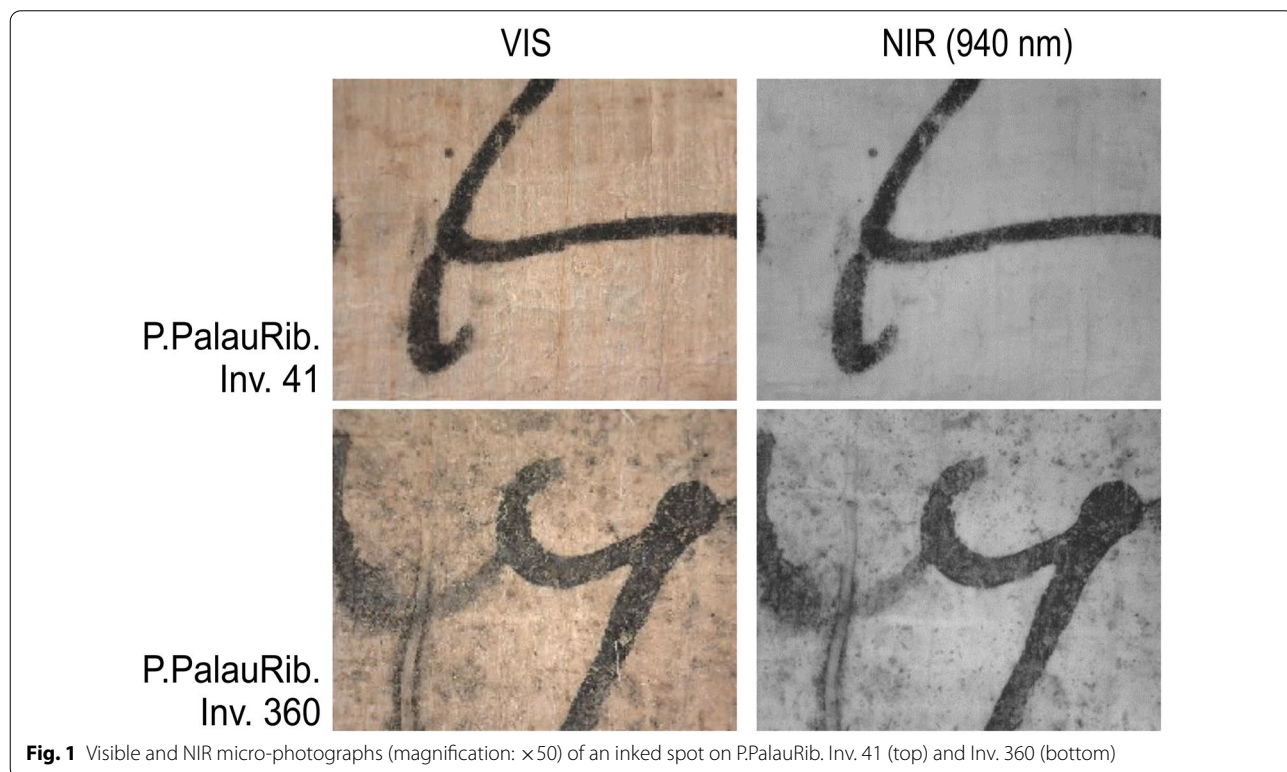 VIS
NIR (940 nm)
P.PalauRib.
Inv. 41
P.PalauRib.
Inv. 360
Fig. 1 Visible and NIR micro-photographs (magnification: ×50) of an inked spot on P.PalauRib. Inv. 41 (top) and Inv. 360 (bottom)